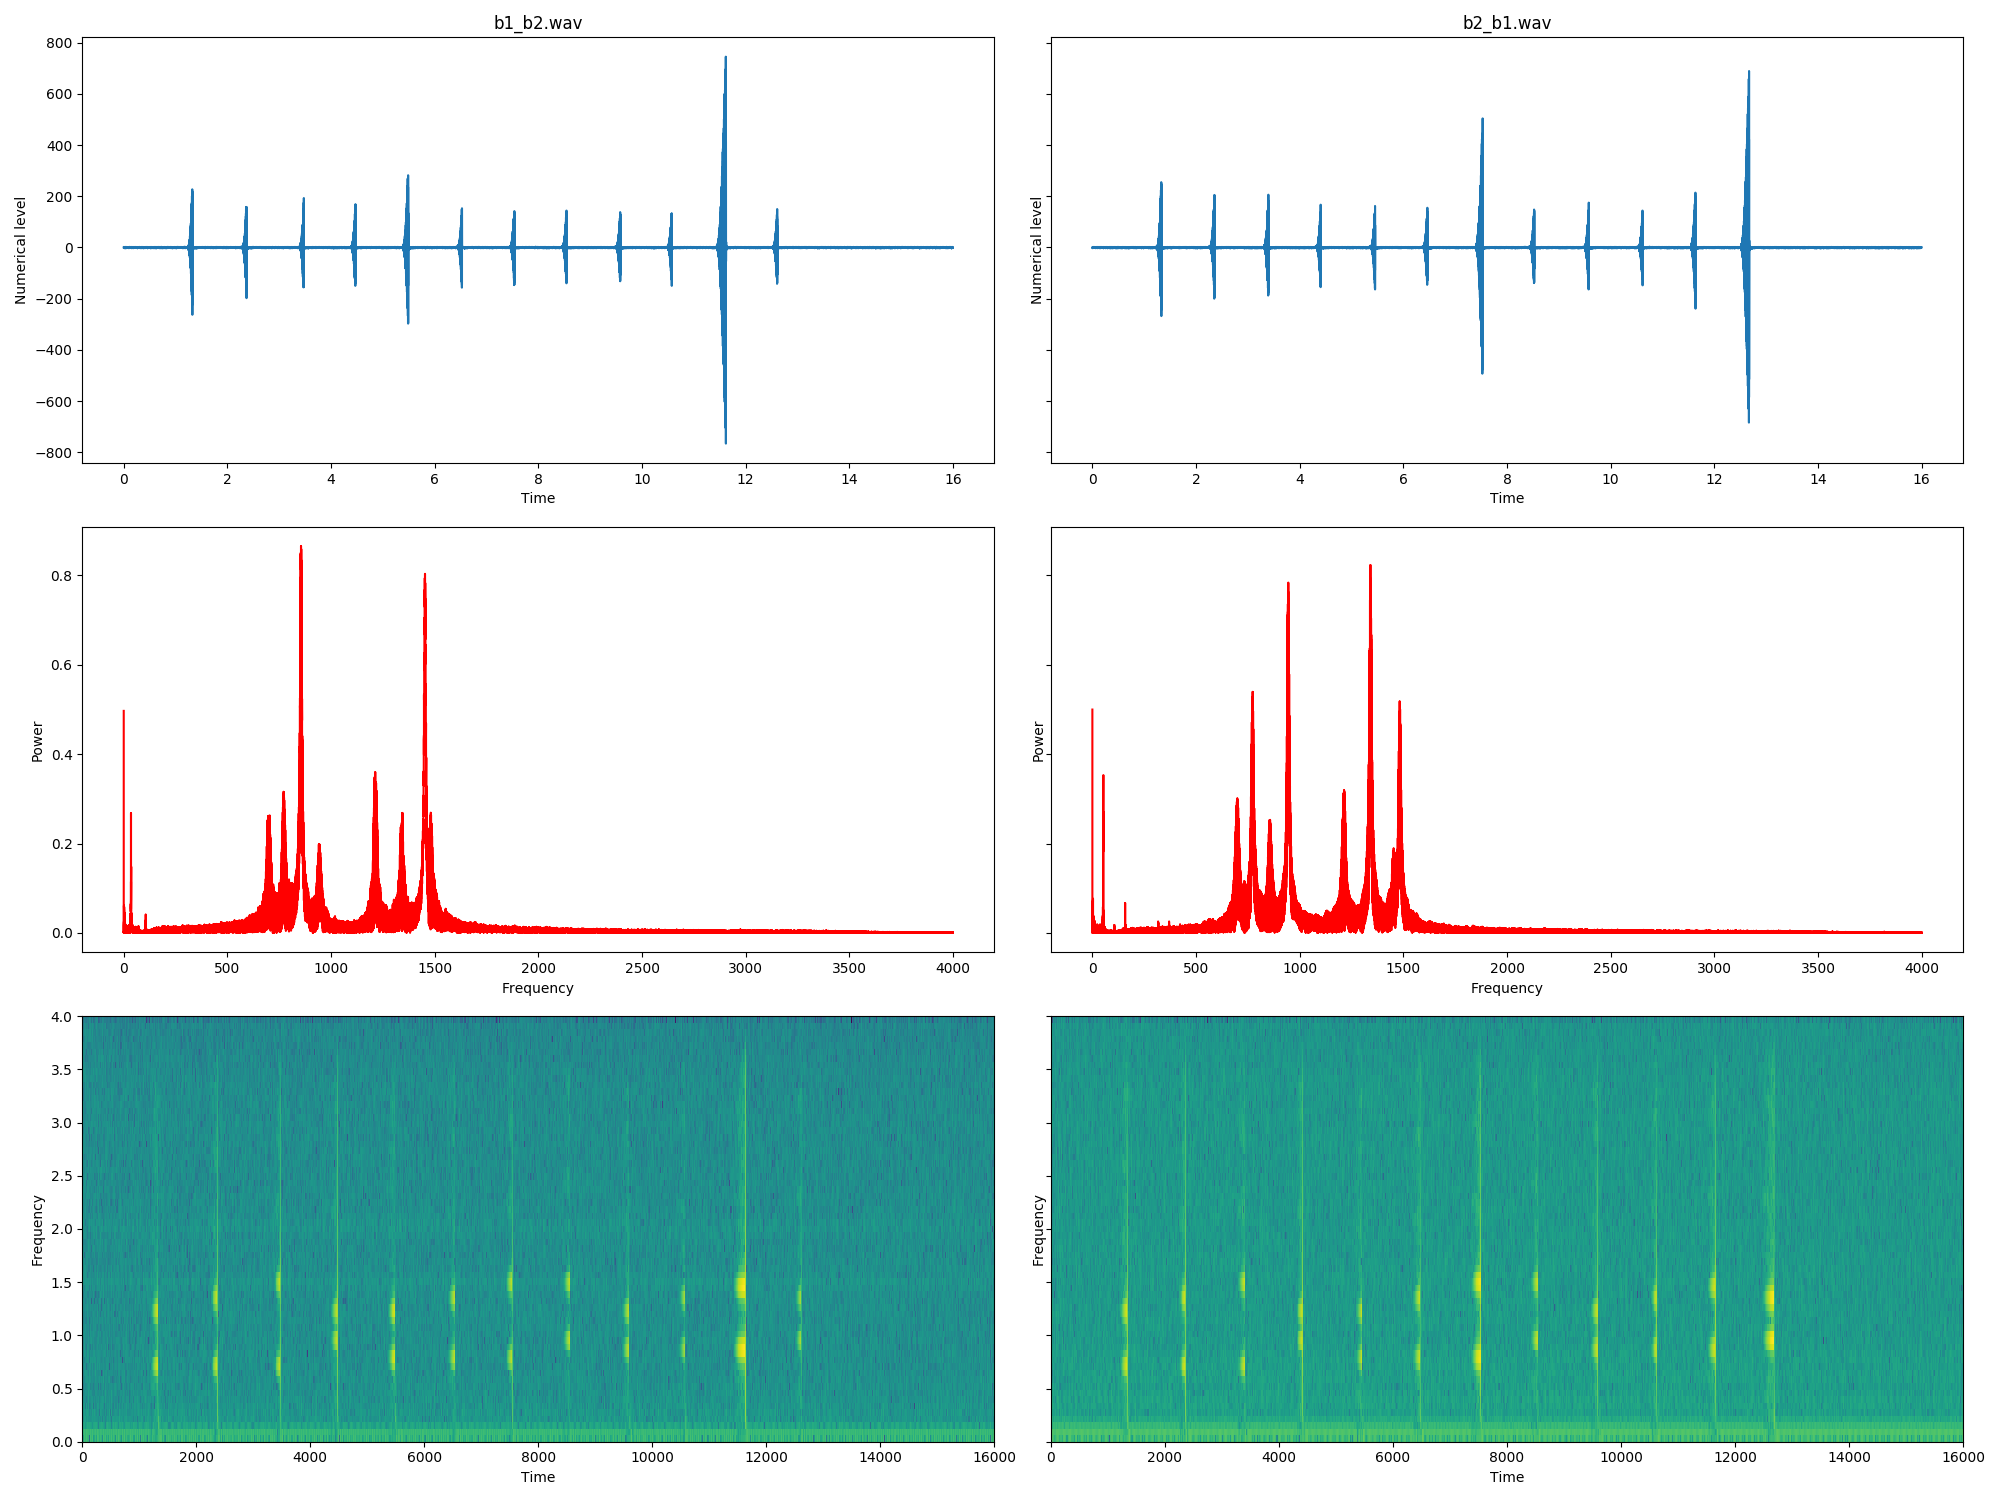 b1_b2.wav
b2_b1.wav
800
600
400
200
0
−200
−400
−600
−800
Numerical level
Numerical level
0 2 4 6 8 10 12 14 16
0 2 4 6 8 10 12 14 16
Time
Time
0.8
0.6
0.4
0.2
0.0
Power
Power
0 500 1000 1500 2000 2500 3000 3500 4000
0 500 1000 1500 2000 2500 3000 3500 4000
Frequency
Frequency
4.0
3.5
3.0
2.5
2.0
1.5
1.0
0.5
0.0
Frequency
Frequency
0 2000 4000 6000 8000 10000 12000 14000 16000
0 2000 4000 6000 8000 10000 12000 14000 16000
Time
Time